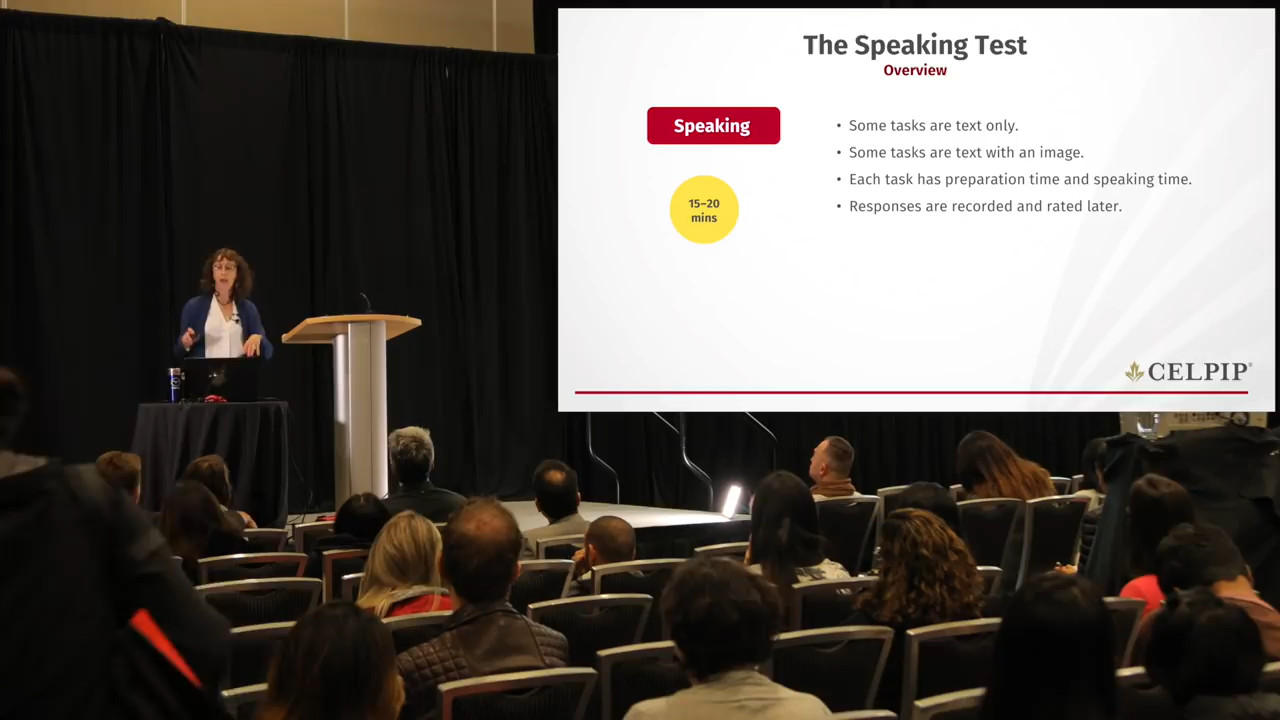 The Speaking Test
Overview
Speaking
15–20
mins
• Some tasks are text only.
• Some tasks are text with an image.
• Each task has preparation time and speaking time.
• Responses are recorded and rated later.
CELPIP®